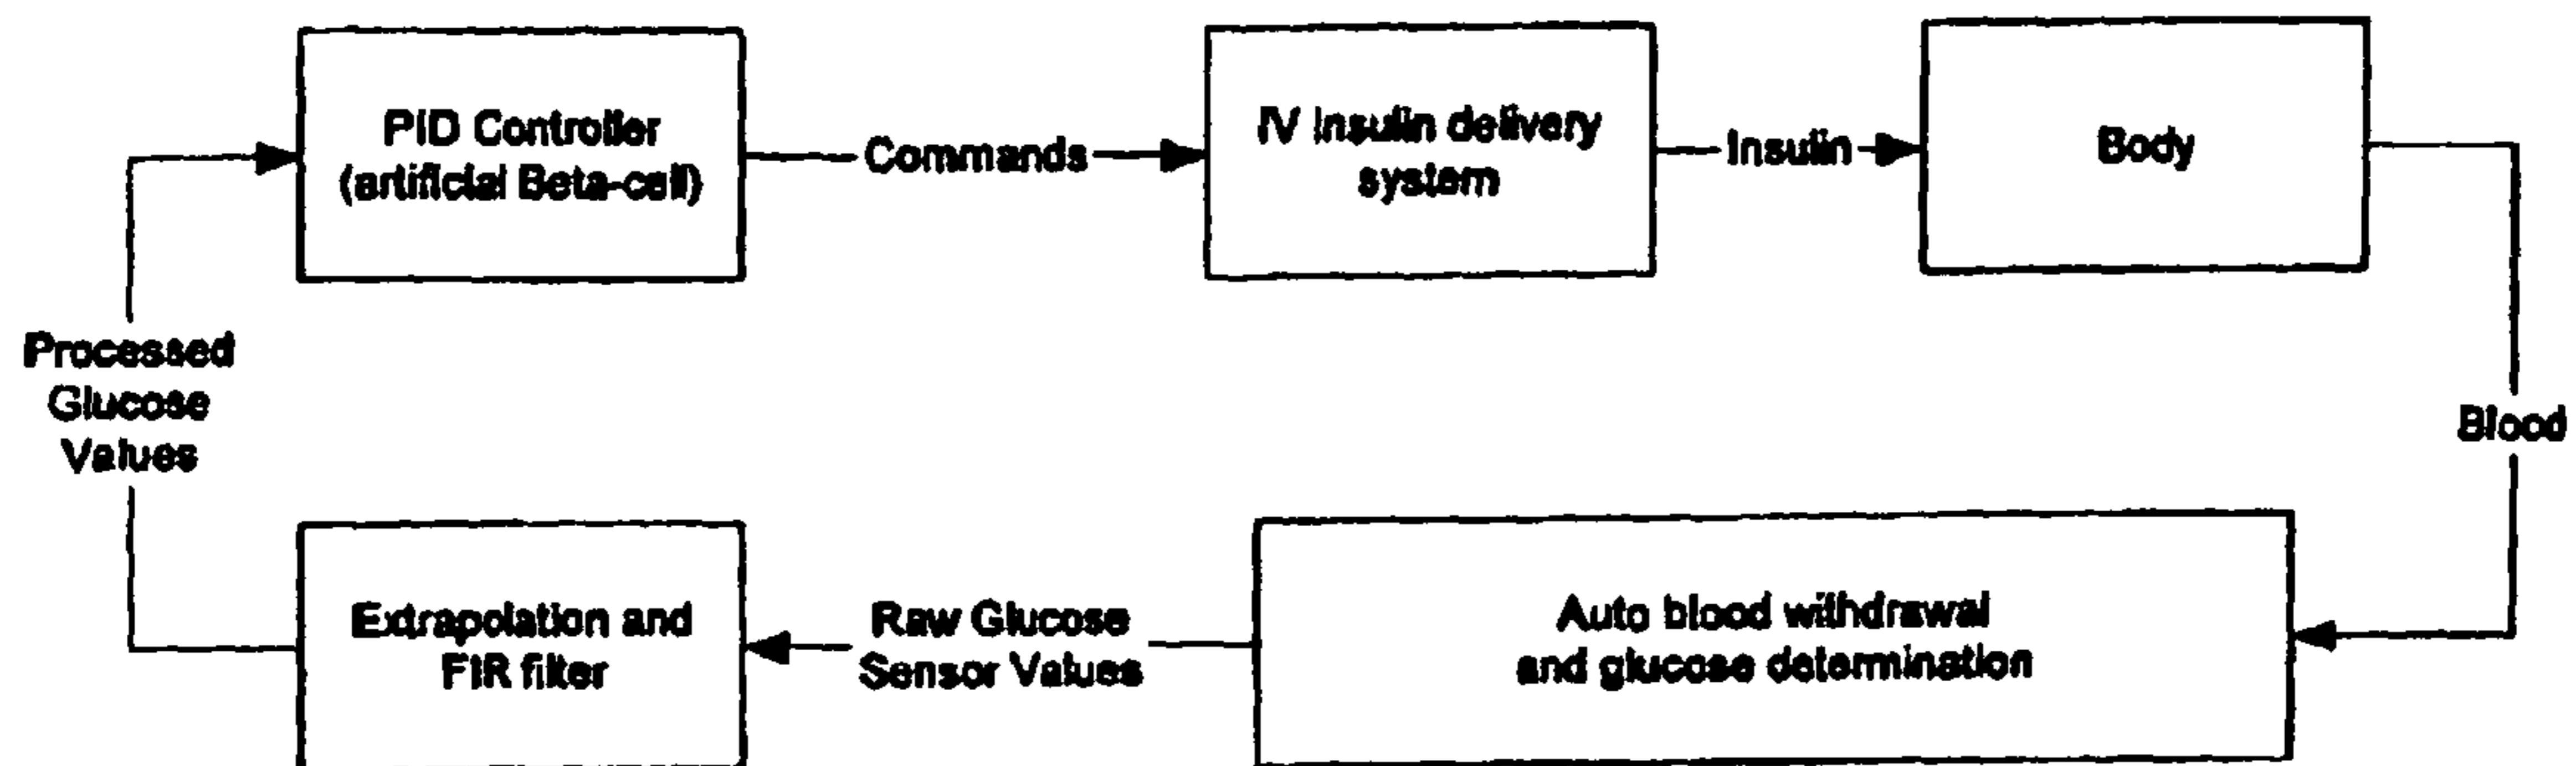 PID Controller
(artificial Beta-cell)
Commands
IV Insulin delivery
system
Insulin
Body
Processed
Glucose
Values
Blood
Extrapolation and
FIR filter
Raw Glucose
Sensor Values
Auto blood withdrawal
and glucose determination